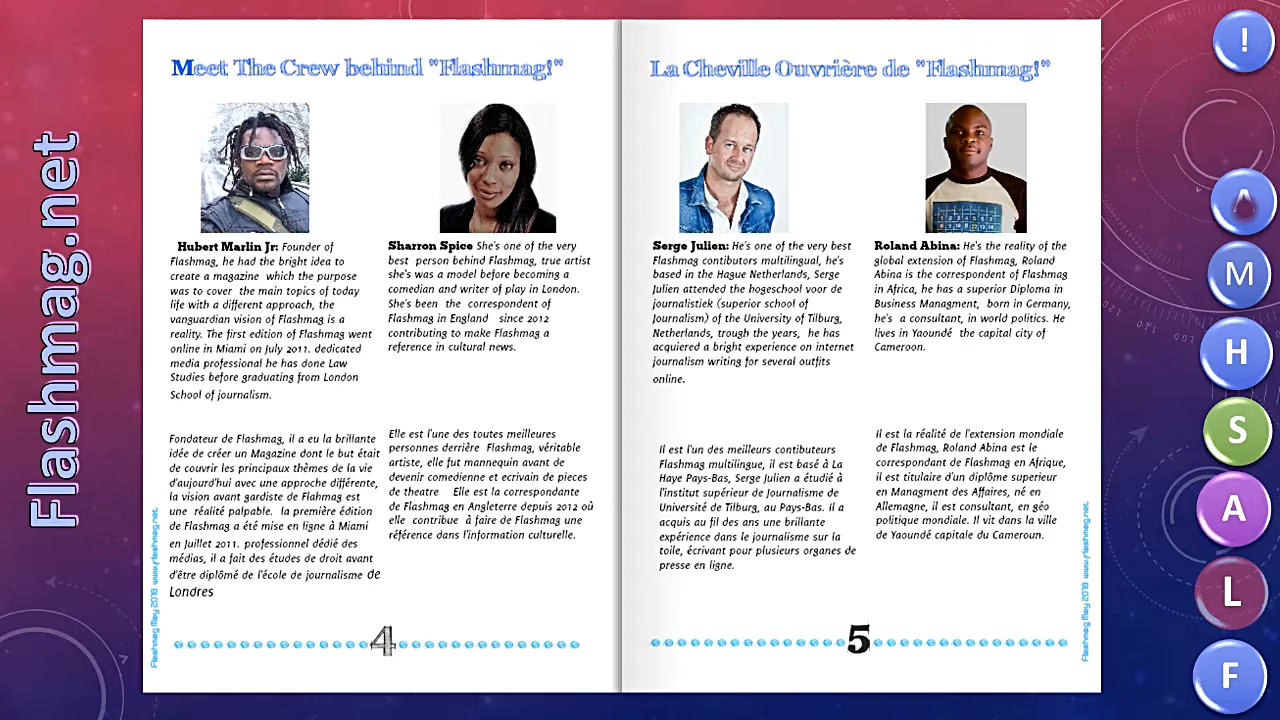 Flashmag.net
Meet The Crew behind "Flashmag!"
Hubert Marlin Jr: Founder of
Flashmag, he had the bright idea to
create a magazine which the purpose
was to cover the main topics of today
life with a different approach, the
vanguardian vision of Flashmag is a
reality. The first edition of Flashmag went
online in Miami on July 2011. dedicated
media professional he has done Law
Studies before graduating from London
School of journalism.
Sharron Spice She's one of the very
best person behind Flashmag, true artist
she's was a model before becoming a
comedian and writer of play in London.
She's been the correspondent of
Flashmag in England since 2012
contributing to make Flashmag a
reference in cultural news.
Fondateur de Flashmag, il a eu la brillante
idée de créer un Magazine dont le but était
de couvrir les principaux thèmes de la vie
d'aujourd'hui avec une approche différente,
la vision avant gardiste de Flahmag est
une réalité palpable. la première édition
de Flashmag a été mise en ligne à Miami
en Juillet 2011. professionnel dédié des
médias, il a fait des études de droit avant
d'être diplômé de l'école de journalisme de
Londres
Elle est l'une des toutes meilleures
personnes derrière Flashmag, véritable
artiste, elle fut mannequin avant de
devenir comedienne et ecrivain de pieces
de theatre Elle est la correspondante
de Flashmag en Angleterre depuis 2012 où
elle contribue à faire de Flashmag une
référence dans l'information culturelle.
Flashmag May 2018 www.flashmag.net
4
La Cheville Ouvrière de "Flashmag!"
Serge Julien: He's one of the very best
Flashmag contibutors multilingual, he's
based in the Hague Netherlands, Serge
Julien attended the hogeschool voor de
journalistiek (superior school of
Journalism) of the University of Tilburg,
Netherlands, trough the years, he has
acquiered a bright experience on internet
journalism writing for several outfits
online.
Roland Abina: He's the reality of the
global extension of Flashmag, Roland
Abina is the correspondent of Flashmag
in Africa, he has a superior Diploma in
Business Managment, born in Germany,
he's a consultant, in world politics. He
lives in Yaoundé the capital city of
Cameroon.
Il est l'un des meilleurs contibuteurs
Flashmag multilingue, il est basé à La
Haye Pays-Bas, Serge Julien a étudié à
l'institut supérieur de Journalisme de
Université de Tilburg, au Pays-Bas. Il a
acquis au fil des ans une brillante
expérience dans le journalisme sur la
toile, écrivant pour plusieurs organes de
presse en ligne.
Il est la réalité de l'extension mondiale
de Flashmag, Roland Abina est le
correspondant de Flashmag en Afrique,
il est titulaire d'un diplôme superieur
en Managment des Affaires, né en
Allemagne, il est consultant, en géo
politique mondiale. Il vit dans la ville
de Yaoundé capitale du Cameroun.
5
Flashmag May 2018 www.flashmag.net
!
A
M
H
S
A
L
F